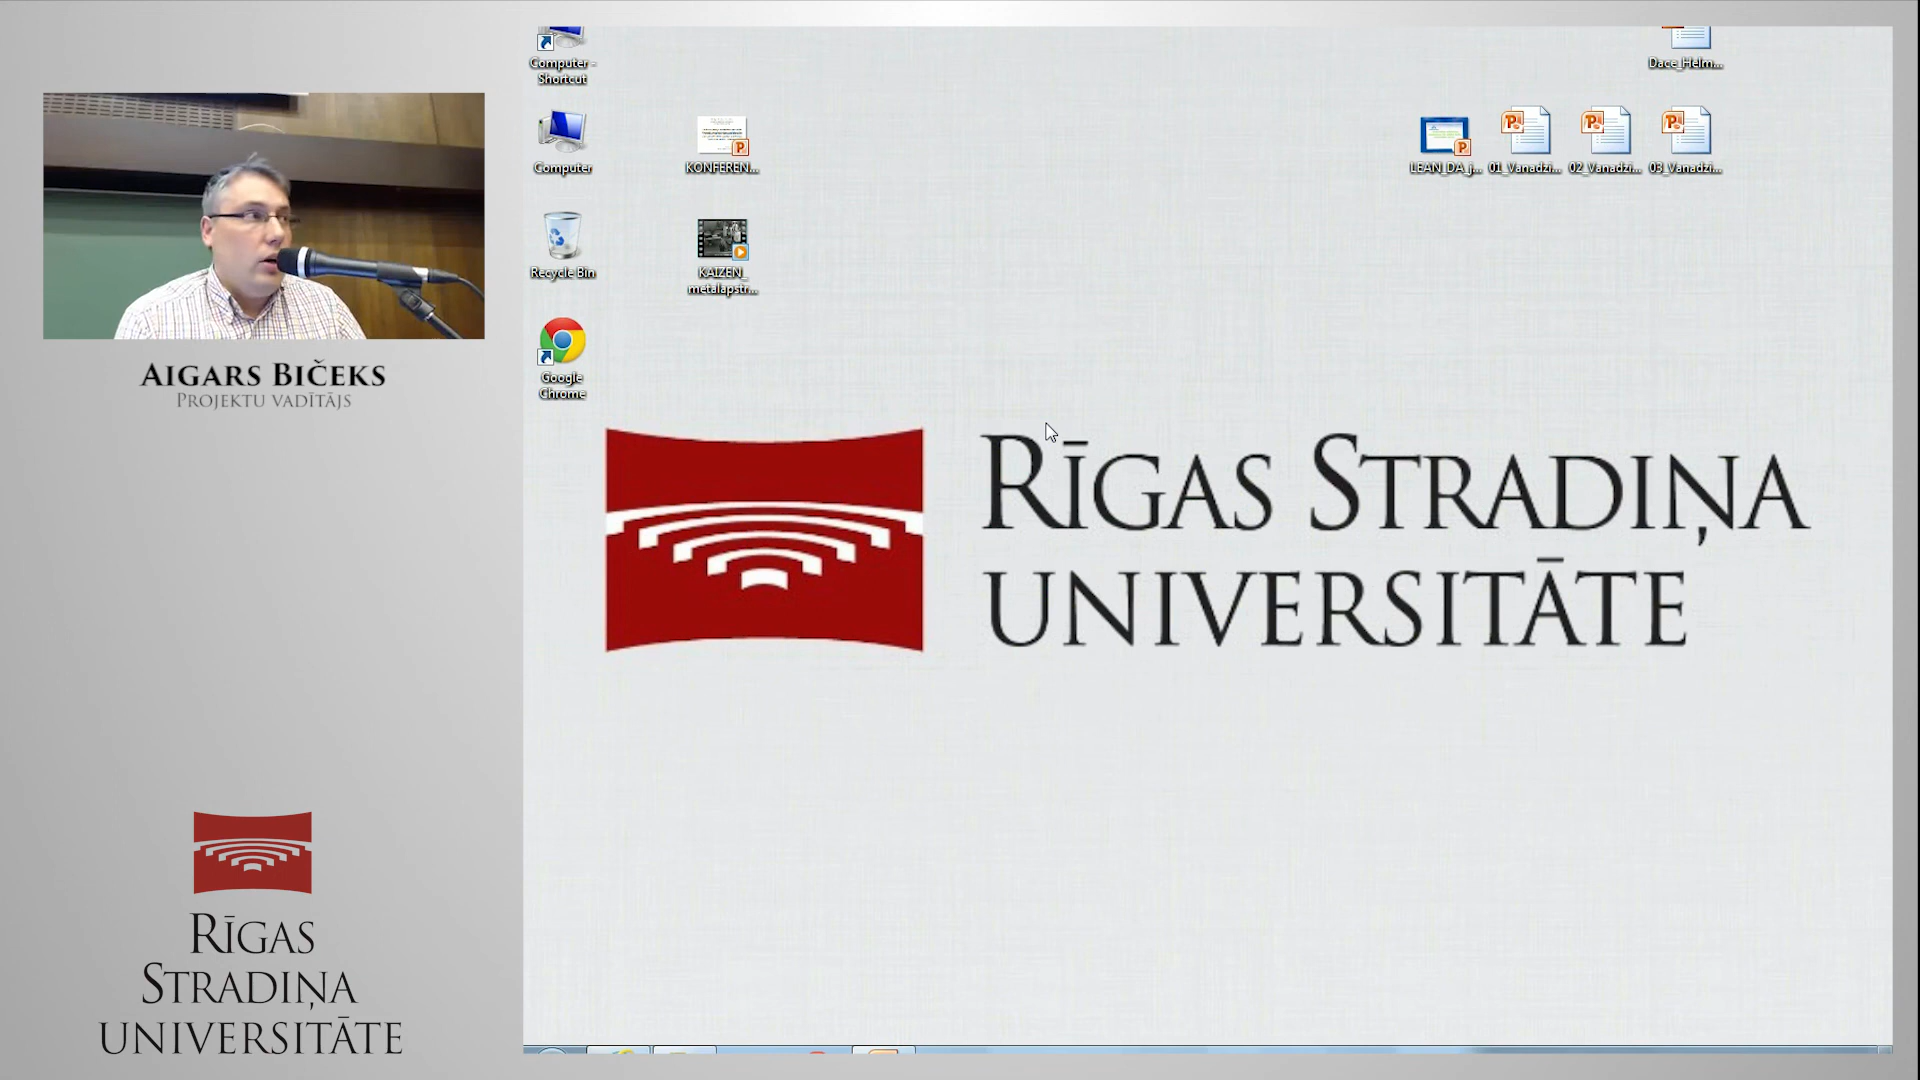 AIGARS BIČEKS
PROJEKTU VADĪTĀJS
RĪGAS
STRADIŅA
UNIVERSITĀTE
Computer -
Shortcut
Computer
Recycle Bin
Google
Chrome
KONFEREN...
KAIZEN_
metalapstr...
Dace_Helm...
LEAN_DA_j...
01_Vanadzi...
02_Vanadzi...
03_Vanadzi...
RĪGAS STRADIŅA
UNIVERSITĀTE